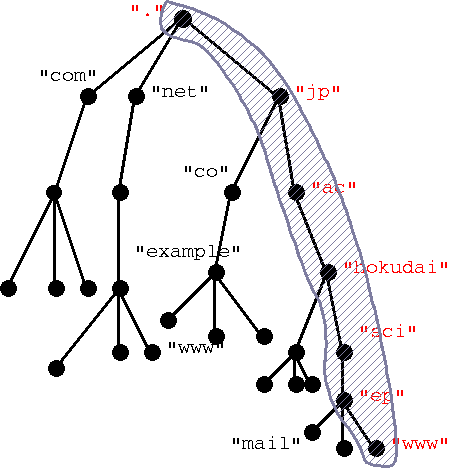 "."
"com"
"net"
"jp"
"co"
"ac"
"example"
"hokudai"
"sci"
"www"
"ep"
"mail"
"www"